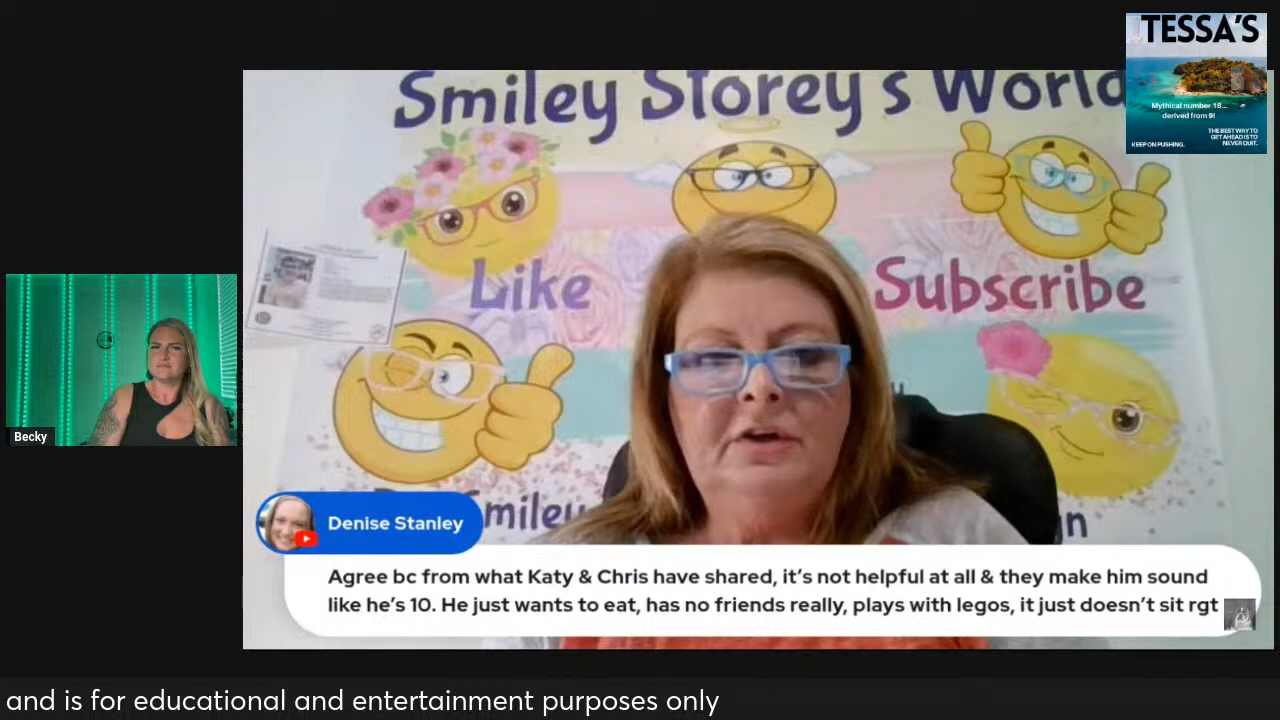 TESSA'S
Mythical number 18...
derived from 9!
THE BEST WAY TO
GET AHEAD IS TO
NEVER QUIT.
KEEP ON PUSHING.
Smiley Storey's World
Like
Subscribe
Becky
Smiley
Denise Stanley
Agree bc from what Katy & Chris have shared, it's not helpful at all & they make him sound
like he's 10. He just wants to eat, has no friends really, plays with legos, it just doesn't sit rgt
and is for educational and entertainment purposes only